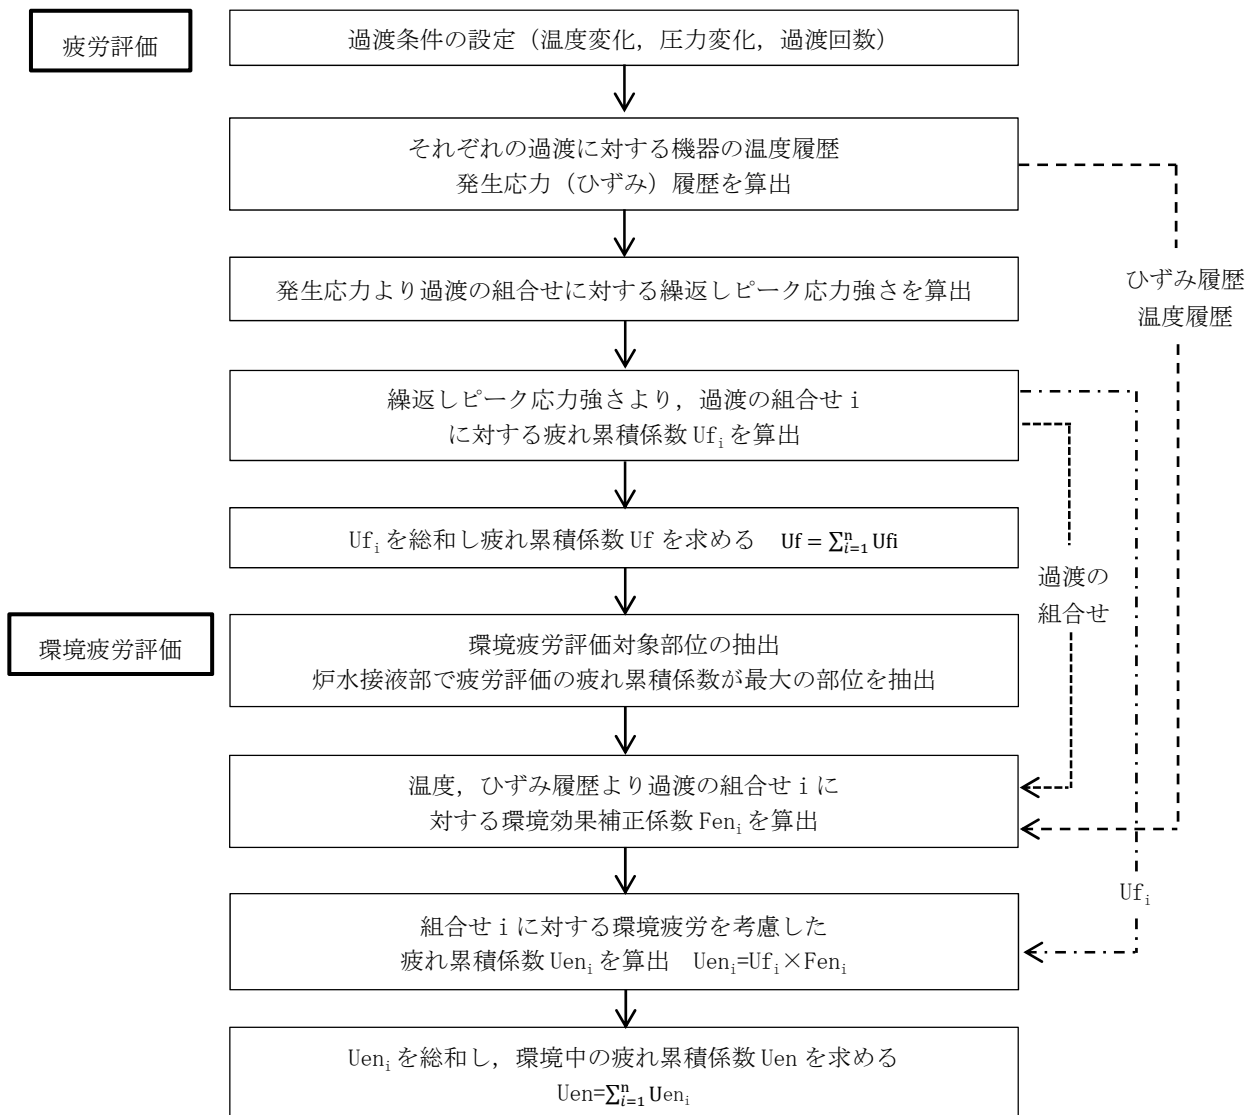 疲労評価
過渡条件の設定（温度変化，圧力変化，過渡回数）
それぞれの過渡に対する機器の温度履歴
発生応力（ひずみ）履歴を算出
発生応力より過渡の組合せに対する繰返しピーク応力強さを算出
ひずみ履歴
温度履歴
繰返しピーク応力強さより，過渡の組合せ i
に対する疲れ累積係数 Ufᵢ を算出
Ufᵢ を総和し疲れ累積係数 Uf を求める　Uf = ∑ⁿᵢ₌₁ Ufi
過渡の
組合せ
環境疲労評価
環境疲労評価対象部位の抽出
炉水接液部で疲労評価の疲れ累積係数が最大の部位を抽出
温度，ひずみ履歴より過渡の組合せ i に
対する環境効果補正係数 Fenᵢ を算出
Ufᵢ
組合せ i に対する環境疲労を考慮した
疲れ累積係数 Uenᵢ を算出　Uenᵢ=Ufᵢ×Fenᵢ
Uenᵢ を総和し，環境中の疲れ累積係数 Uen を求める
Uen=∑ⁿᵢ₌₁ Uenᵢ